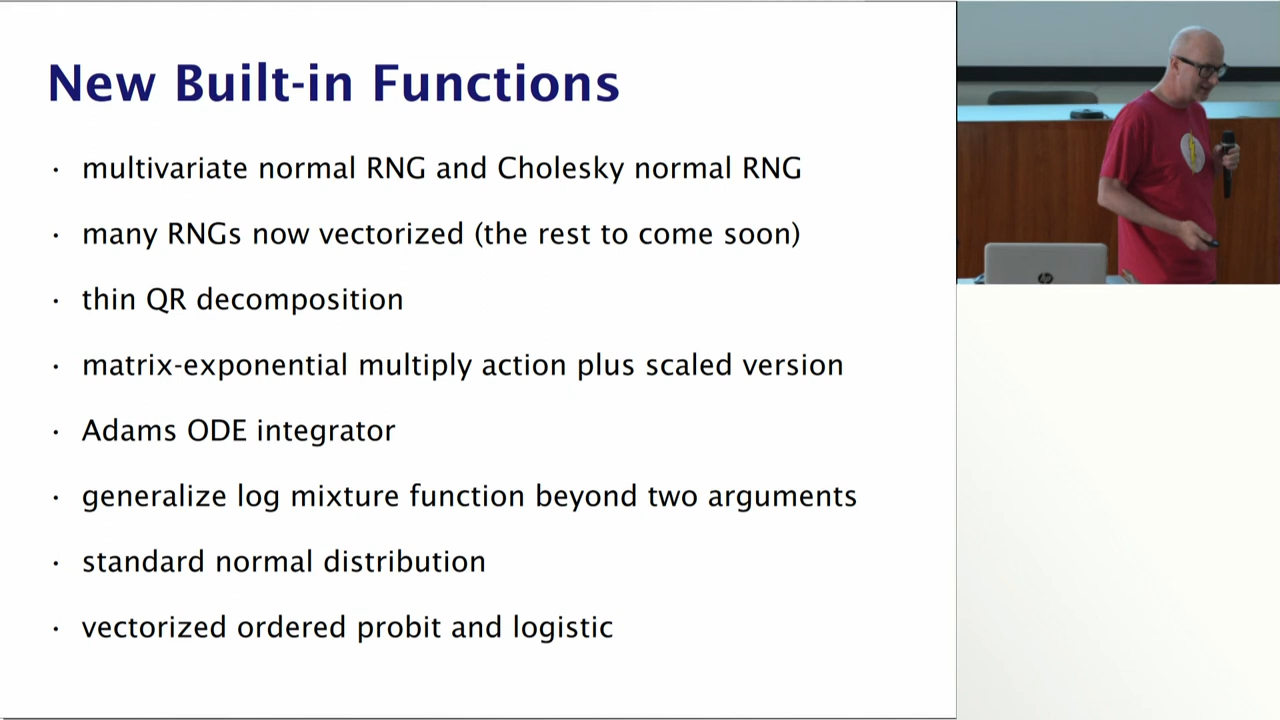 New Built-in Functions
· multivariate normal RNG and Cholesky normal RNG
· many RNGs now vectorized (the rest to come soon)
· thin QR decomposition
· matrix-exponential multiply action plus scaled version
· Adams ODE integrator
· generalize log mixture function beyond two arguments
· standard normal distribution
· vectorized ordered probit and logistic
hp